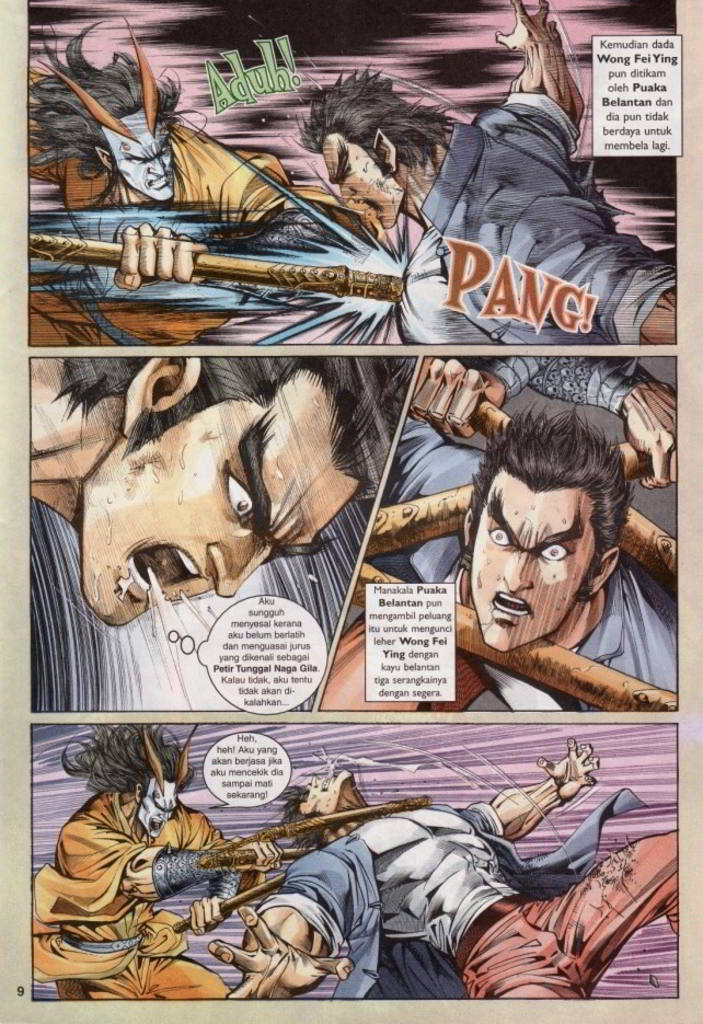 Aduh!
Kemudian dada
Wong Fei Ying
pun ditikam
oleh Puaka
Belantan dan
dia pun tidak
berdaya untuk
membela lagi.
PANG!
Aku
sungguh
menyesal kerana
aku belum berlatih
dan menguasai jurus
yang dikenali sebagai
Petir Tunggal Naga Gila.
Kalau tidak, aku tentu
tidak akan di-
kalahkan...
Manakala Puaka
Belantan pun
mengambil peluang
itu untuk mengunci
leher Wong Fei
Ying dengan
kayu belantan
tiga serangkainya
dengan segera.
Heh,
heh! Aku yang
akan berjasa jika
aku mencekik dia
sampai mati
sekarang!
9